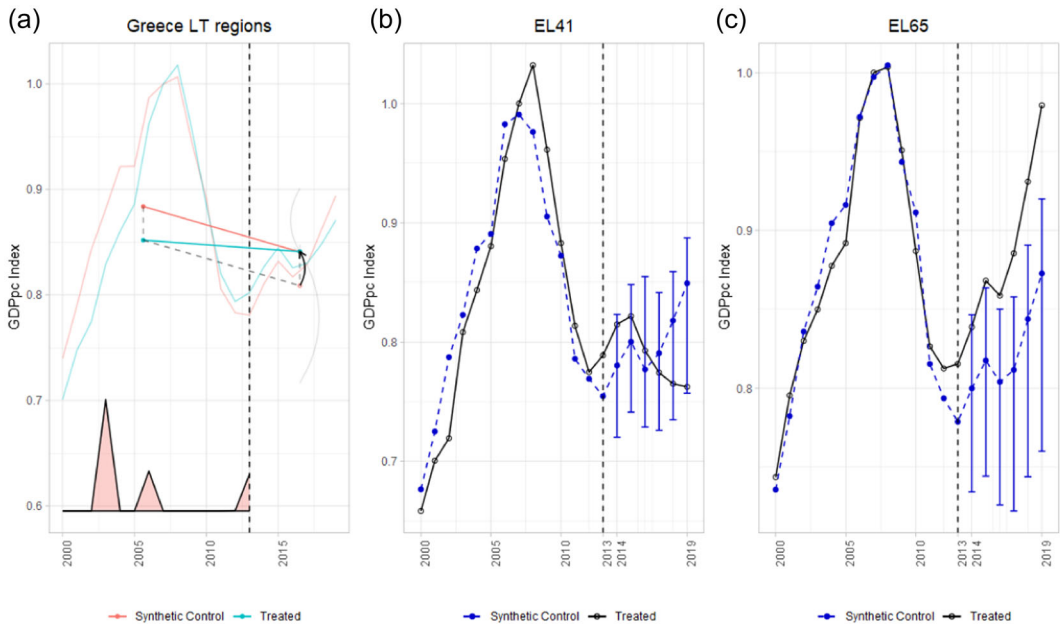 (a)
Greece LT regions
GDPpc Index
1.0
0.9
0.8
0.7
0.6
2000
2005
2010
2015
Synthetic Control
Treated
(b)
EL41
GDPpc Index
1.0
0.9
0.8
0.7
2000
2005
2010
2013
2014
2019
Synthetic Control
Treated
(c)
EL65
GDPpc Index
1.0
0.9
0.8
2000
2005
2010
2013
2014
2019
Synthetic Control
Treated